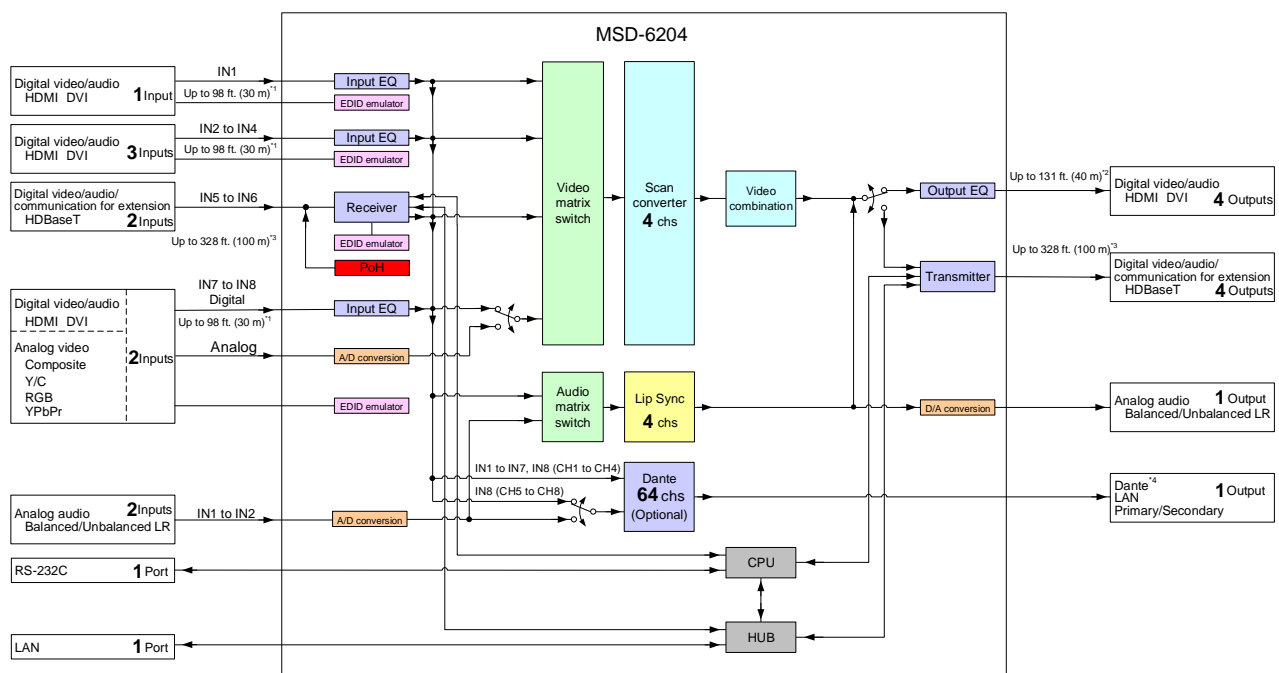 MSD-6204
Digital video/audio
HDMI DVI
1 Input
IN1
Up to 98 ft. (30 m)*1
Input EQ
EDID emulator
Digital video/audio
HDMI DVI
3 Inputs
IN2 to IN4
Up to 98 ft. (30 m)*1
Input EQ
EDID emulator
Digital video/audio/
communication for extension
HDBaseT
2 Inputs
IN5 to IN6
Up to 328 ft. (100 m)*3
Receiver
EDID emulator
PoH
Digital video/audio
HDMI DVI
Analog video
Composite
Y/C
RGB
YPbPr
2 Inputs
IN7 to IN8
Digital
Up to 98 ft. (30 m)*1
Analog
Input EQ
A/D conversion
EDID emulator
Video
matrix
switch
Scan
converter
4 chs
Video
combination
Output EQ
Transmitter
Up to 131 ft. (40 m)*2
Digital video/audio
HDMI DVI
4 Outputs
Up to 328 ft. (100 m)*3
Digital video/audio/
communication for extension
HDBaseT
4 Outputs
Audio
matrix
switch
Lip Sync
4 chs
D/A conversion
Analog audio
Balanced/Unbalanced LR
1 Output
IN1 to IN7, IN8 (CH1 to CH4)
IN8 (CH5 to CH8)
Dante
64 chs
(Optional)
Dante*4
LAN
Primary/Secondary
1 Output
Analog audio
Balanced/Unbalanced LR
2 Inputs
IN1 to IN2
A/D conversion
RS-232C
1 Port
CPU
LAN
1 Port
HUB